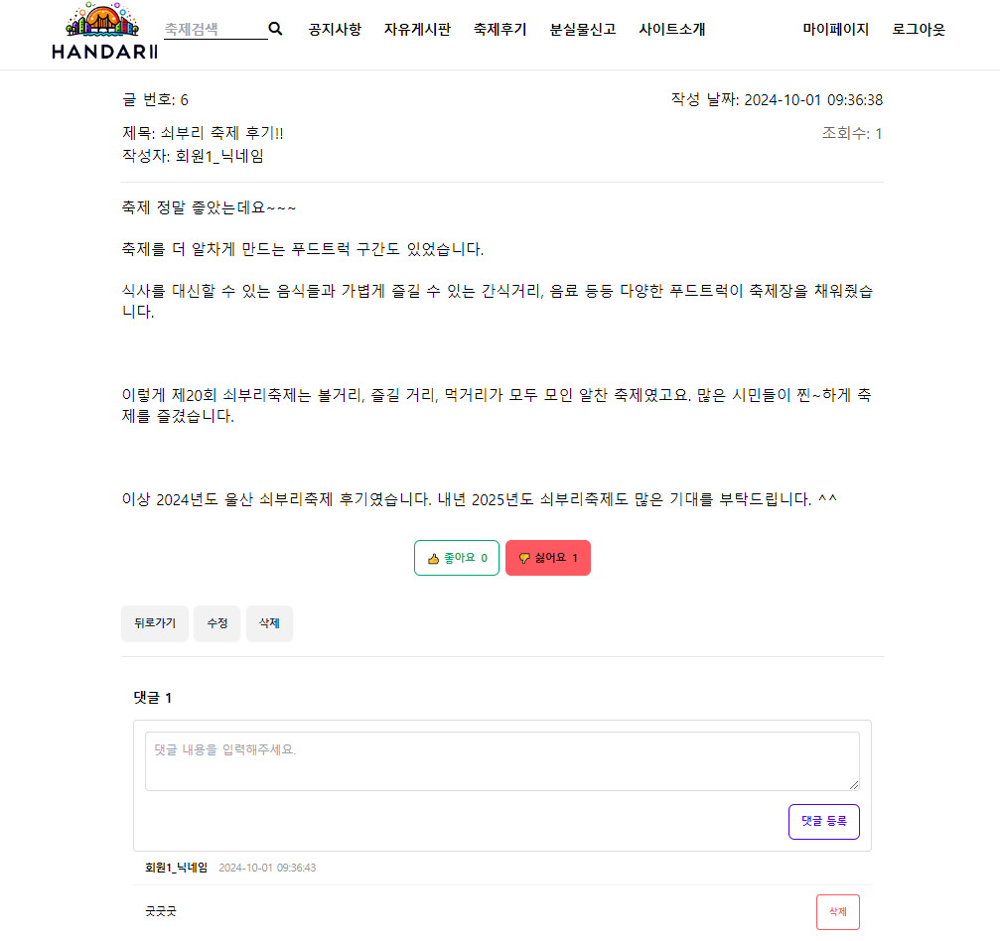 HANDARII
축제검색
공지사항 자유게시판 축제후기 분실물신고 사이트소개 마이페이지 로그아웃
글 번호: 6 작성 날짜: 2024-10-01 09:36:38
제목: 쇠부리 축제 후기!! 조회수: 1
작성자: 회원1_닉네임
축제 정말 좋았는데요~~~
축제를 더 알차게 만드는 푸드트럭 구간도 있었습니다.
식사를 대신할 수 있는 음식들과 가볍게 즐길 수 있는 간식거리, 음료 등등 다양한 푸드트럭이 축제장을 채워줬습
니다.
이렇게 제20회 쇠부리축제는 볼거리, 즐길 거리, 먹거리가 모두 모인 알찬 축제였고요. 많은 시민들이 찐~하게 축
제를 즐겼습니다.
이상 2024년도 울산 쇠부리축제 후기였습니다. 내년 2025년도 쇠부리축제도 많은 기대를 부탁드립니다. ^^
👍 좋아요 0 👎 싫어요 1
뒤로가기 수정 삭제
댓글 1
댓글 내용을 입력해주세요.
댓글 등록
회원1_닉네임 2024-10-01 09:36:43
굿굿굿 삭제